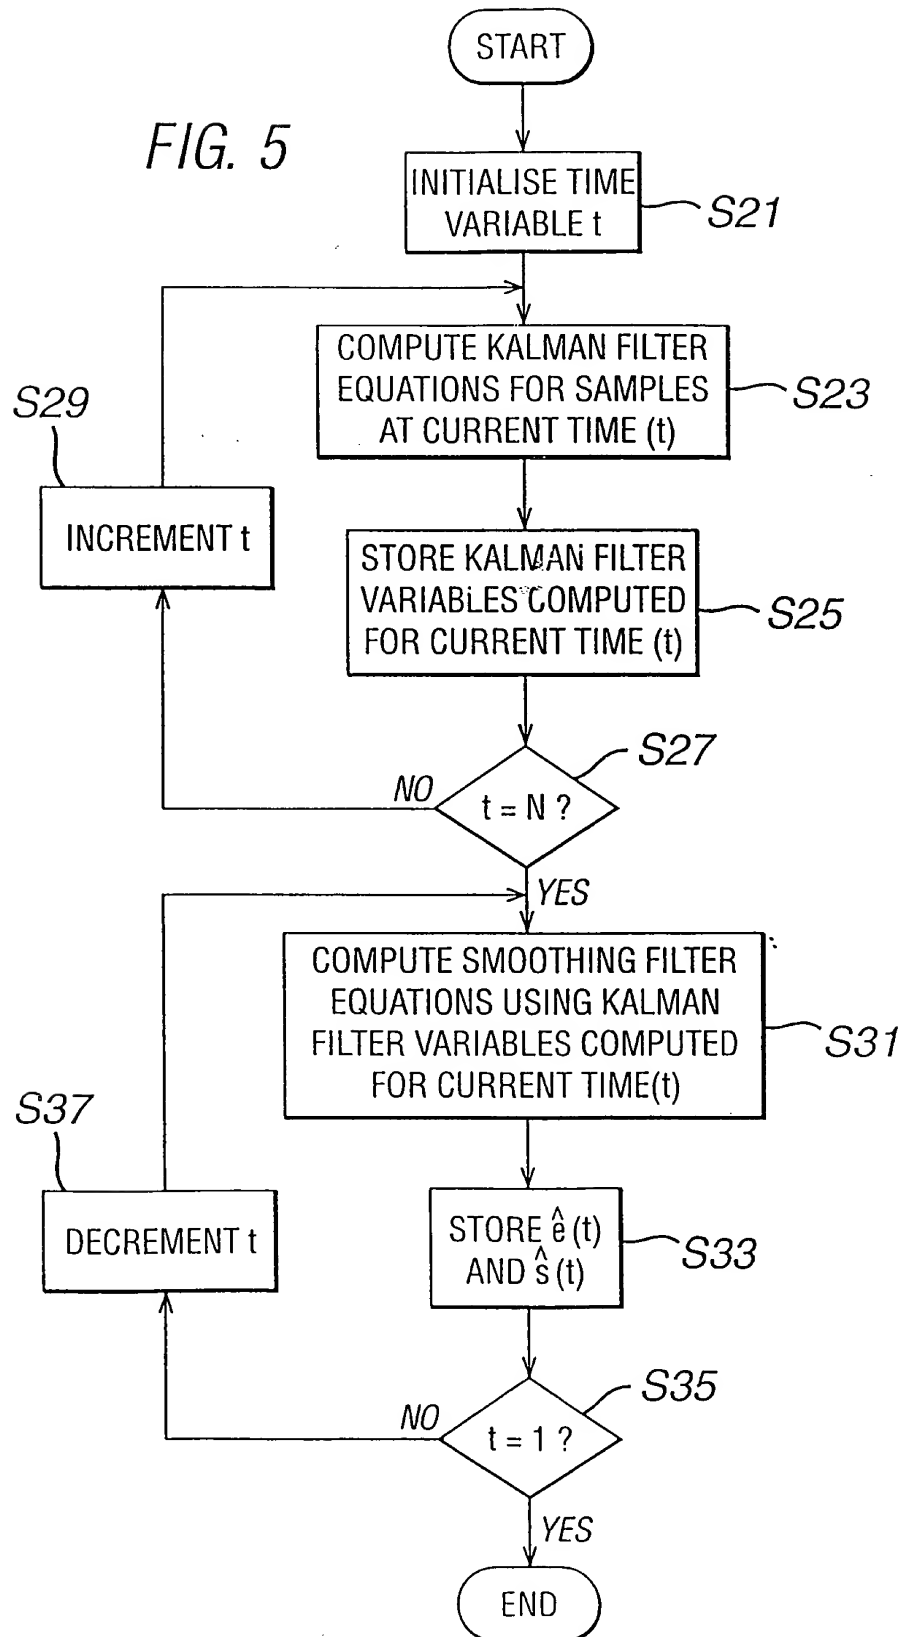 START
FIG. 5
INITIALISE TIME
VARIABLE t
S21
COMPUTE KALMAN FILTER
EQUATIONS FOR SAMPLES
AT CURRENT TIME (t)
S23
S29
INCREMENT t
STORE KALMAN FILTER
VARIABLES COMPUTED
FOR CURRENT TIME (t)
S25
S27
NO
t = N ?
YES
COMPUTE SMOOTHING FILTER
EQUATIONS USING KALMAN
FILTER VARIABLES COMPUTED
FOR CURRENT TIME(t)
S31
S37
DECREMENT t
STORE ê (t)
AND ŝ (t)
S33
S35
NO
t = 1 ?
YES
END